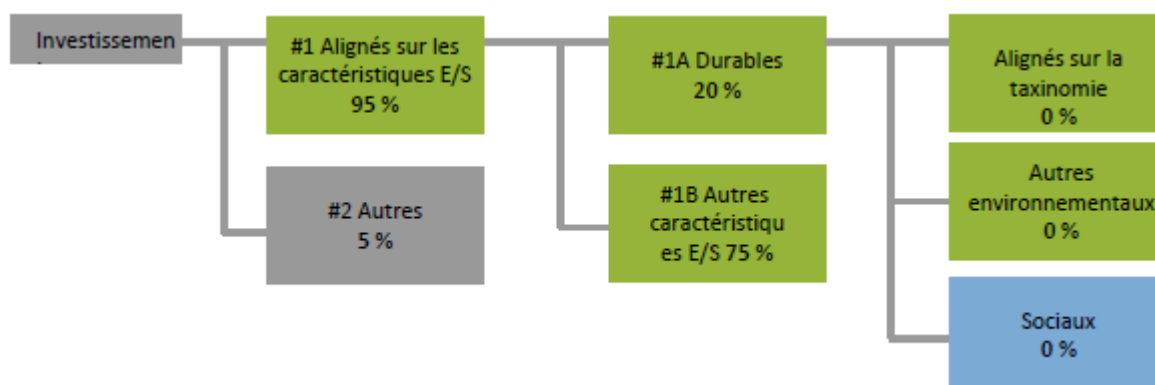 Investissemen
#1 Alignés sur les
caractéristiques E/S
95 %
#2 Autres
5 %
#1A Durables
20 %
#1B Autres
caractéristiqu
es E/S 75 %
Alignés sur la
taxinomie
0 %
Autres
environnementaux
0 %
Sociaux
0 %